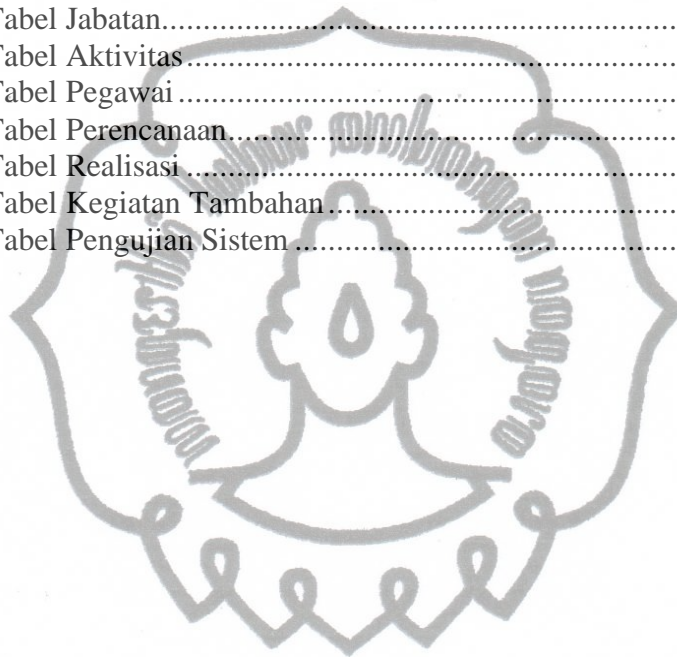 Tabel Jabatan......................................................................
Tabel Aktivitas ....................................................................
Tabel Pegawai.....................................................................
Tabel Perencanaan..............................................................
Tabel Realisasi ...................................................................
Tabel Kegiatan Tambahan..................................................
Tabel Pengujian Sistem ......................................................